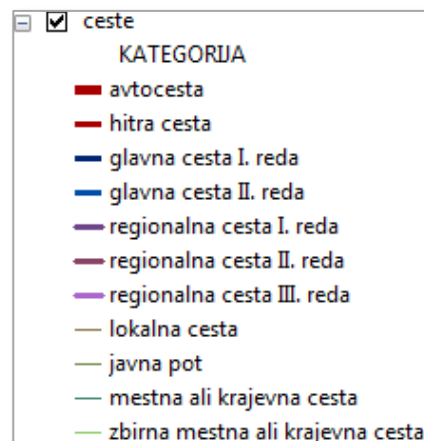 ceste
KATEGORIJA
avtocesta
hitra cesta
glavna cesta I. reda
glavna cesta II. reda
regionalna cesta I. reda
regionalna cesta II. reda
regionalna cesta III. reda
lokalna cesta
javna pot
mestna ali krajevna cesta
zbirna mestna ali krajevna cesta